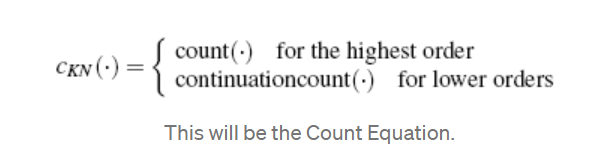 c_KN(·) = { count(·) for the highest order
continuationcount(·) for lower orders
This will be the Count Equation.